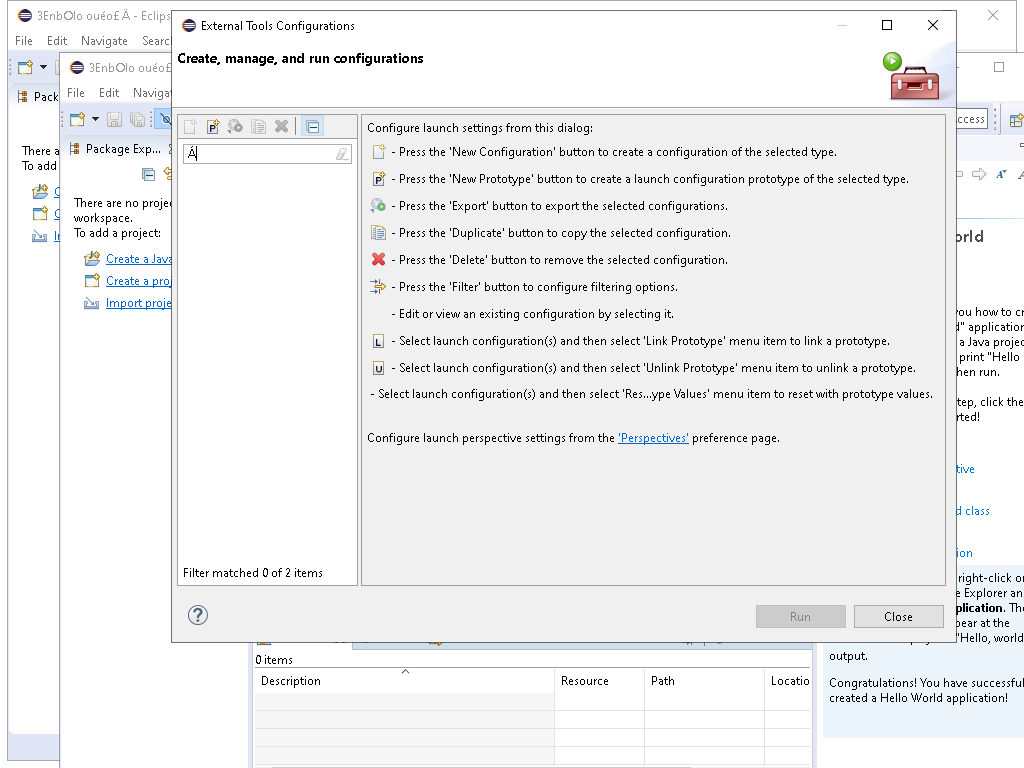 3EnbOlo ouéo£Â - Eclips
File Edit Navigate Searc
Pack
There a
To add
3EnbOlo ouéo£
File Edit Naviga
Package Exp...
There are no proje
workspace.
To add a project:
Create a Java
Create a proj
Import proje
External Tools Configurations
Create, manage, and run configurations
Á
Filter matched 0 of 2 items
Configure launch settings from this dialog:
- Press the 'New Configuration' button to create a configuration of the selected type.
- Press the 'New Prototype' button to create a launch configuration prototype of the selected type.
- Press the 'Export' button to export the selected configurations.
- Press the 'Duplicate' button to copy the selected configuration.
- Press the 'Delete' button to remove the selected configuration.
- Press the 'Filter' button to configure filtering options.
- Edit or view an existing configuration by selecting it.
L - Select launch configuration(s) and then select 'Link Prototype' menu item to link a prototype.
U - Select launch configuration(s) and then select 'Unlink Prototype' menu item to unlink a prototype.
- Select launch configuration(s) and then select 'Res...ype Values' menu item to reset with prototype values.
Configure launch perspective settings from the 'Perspectives' preference page.
Run Close
ccess
orld
you how to cr
d" application
a Java projec
print "Hello
hen run.
tep, click the
rted!
tive
d class
ion
right-click or
e Explorer an
plication. The
pear at the
"Hello, world
output.
Congratulations! You have successful
created a Hello World application!
0 items
Description Resource Path Locatio